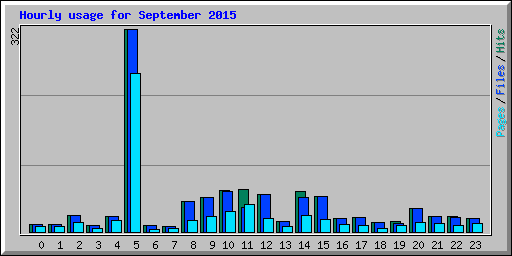 Hourly usage for September 2015
322
Pages / Files / Hits
0 1 2 3 4 5 6 7 8 9 10 11 12 13 14 15 16 17 18 19 20 21 22 23